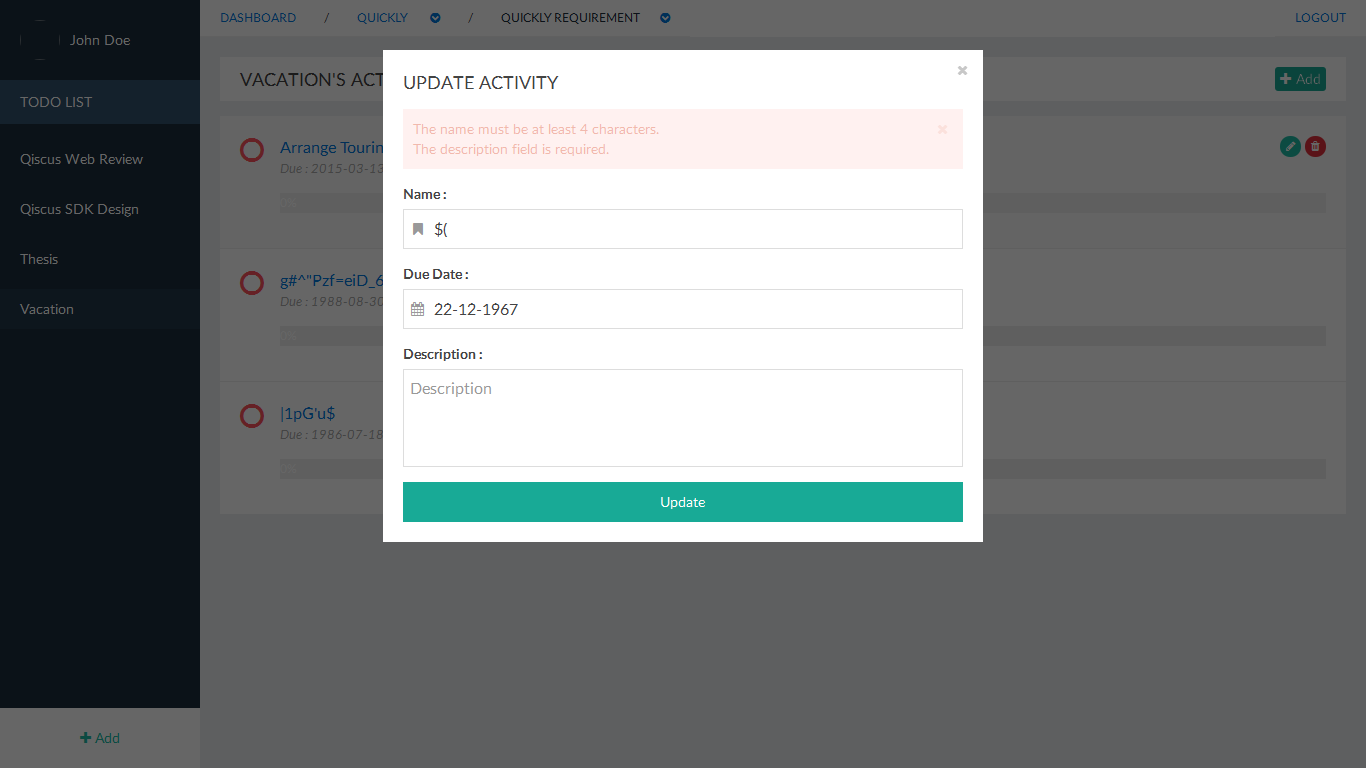 John Doe
TODO LIST
Qiscus Web Review
Qiscus SDK Design
Thesis
Vacation
Add
DASHBOARD / QUICKLY / QUICKLY REQUIREMENT LOGOUT
VACATION'S ACT
Add
Arrange Tourin
Due : 2015-03-13
0%
g#^"Pzf=eiD_6
Due : 1988-08-30
0%
|1pG'u$
Due : 1986-07-18
0%
UPDATE ACTIVITY
The name must be at least 4 characters.
The description field is required.
Name :
$(
Due Date :
22-12-1967
Description :
Description
Update